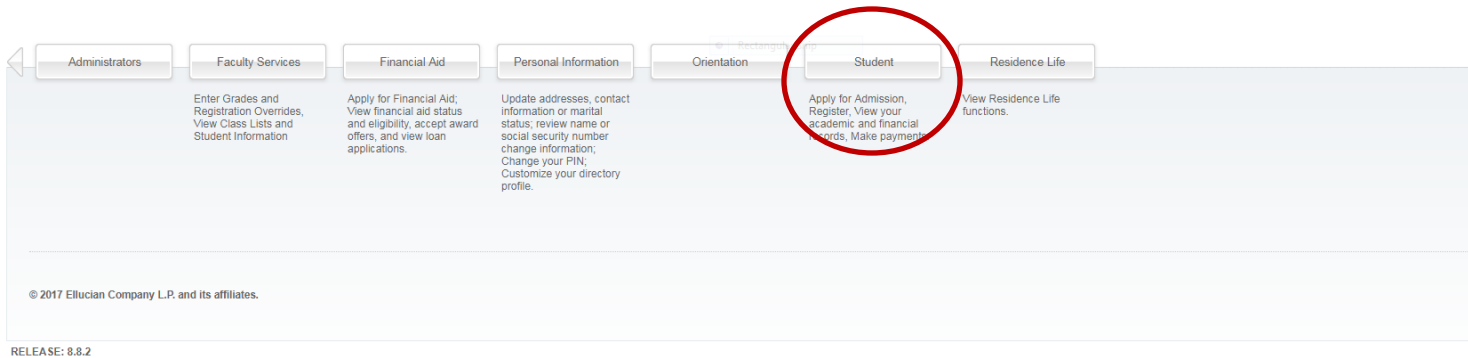 Administrators
Faculty Services
Enter Grades and
Registration Overrides,
View Class Lists and
Student Information
Financial Aid
Apply for Financial Aid;
View financial aid status
and eligibility, accept award
offers, and view loan
applications.
Personal Information
Update addresses, contact
information or marital
status; review name or
social security number
change information;
Change your PIN;
Customize your directory
profile.
Orientation
Student
Apply for Admission,
Register, View your
academic and financial
records, Make payments
Residence Life
View Residence Life
functions.
© 2017 Ellucian Company L.P. and its affiliates.
RELEASE: 8.8.2